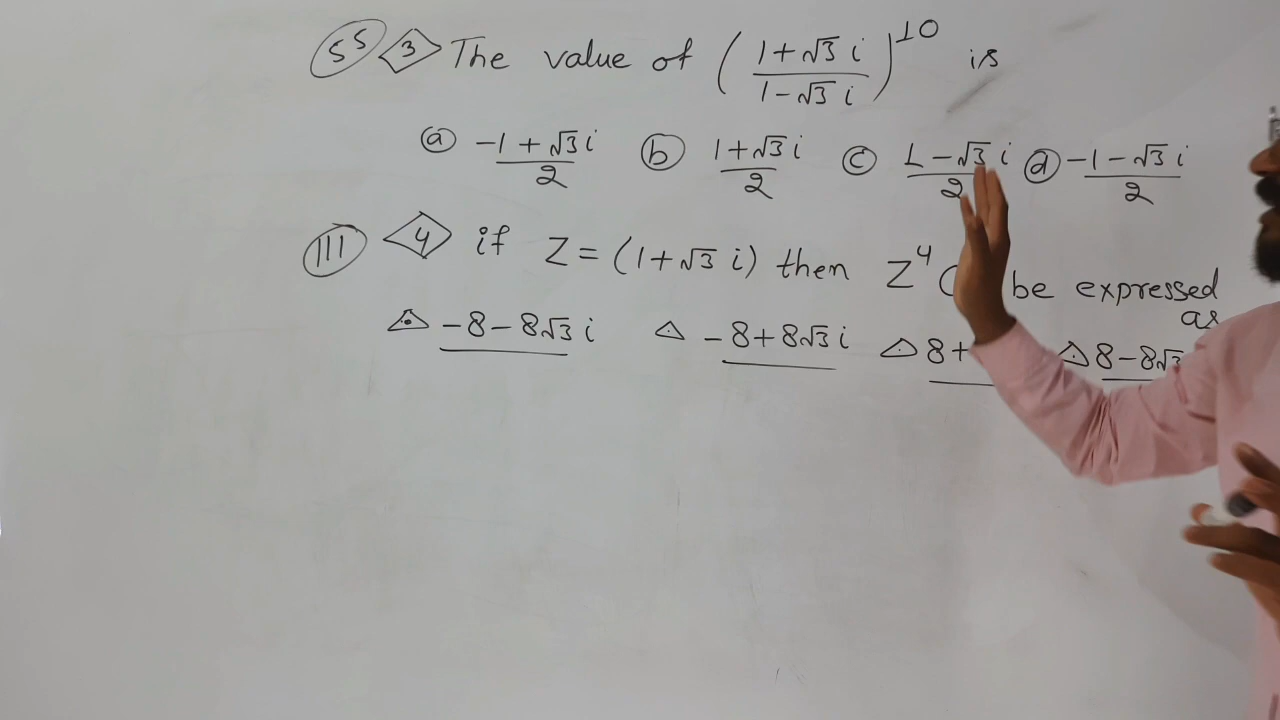 55 3 The value of (1+√3 i / 1-√3 i)^10 is
ⓐ -1+√3 i / 2 ⓑ 1+√3 i / 2 ⓒ 1-√3 i / 2 ⓓ -1-√3 i / 2
111 4 if Z = (1+√3 i) then Z^4 be expressed
as
-8-8√3 i -8+8√3 i 8+ 8-8√3